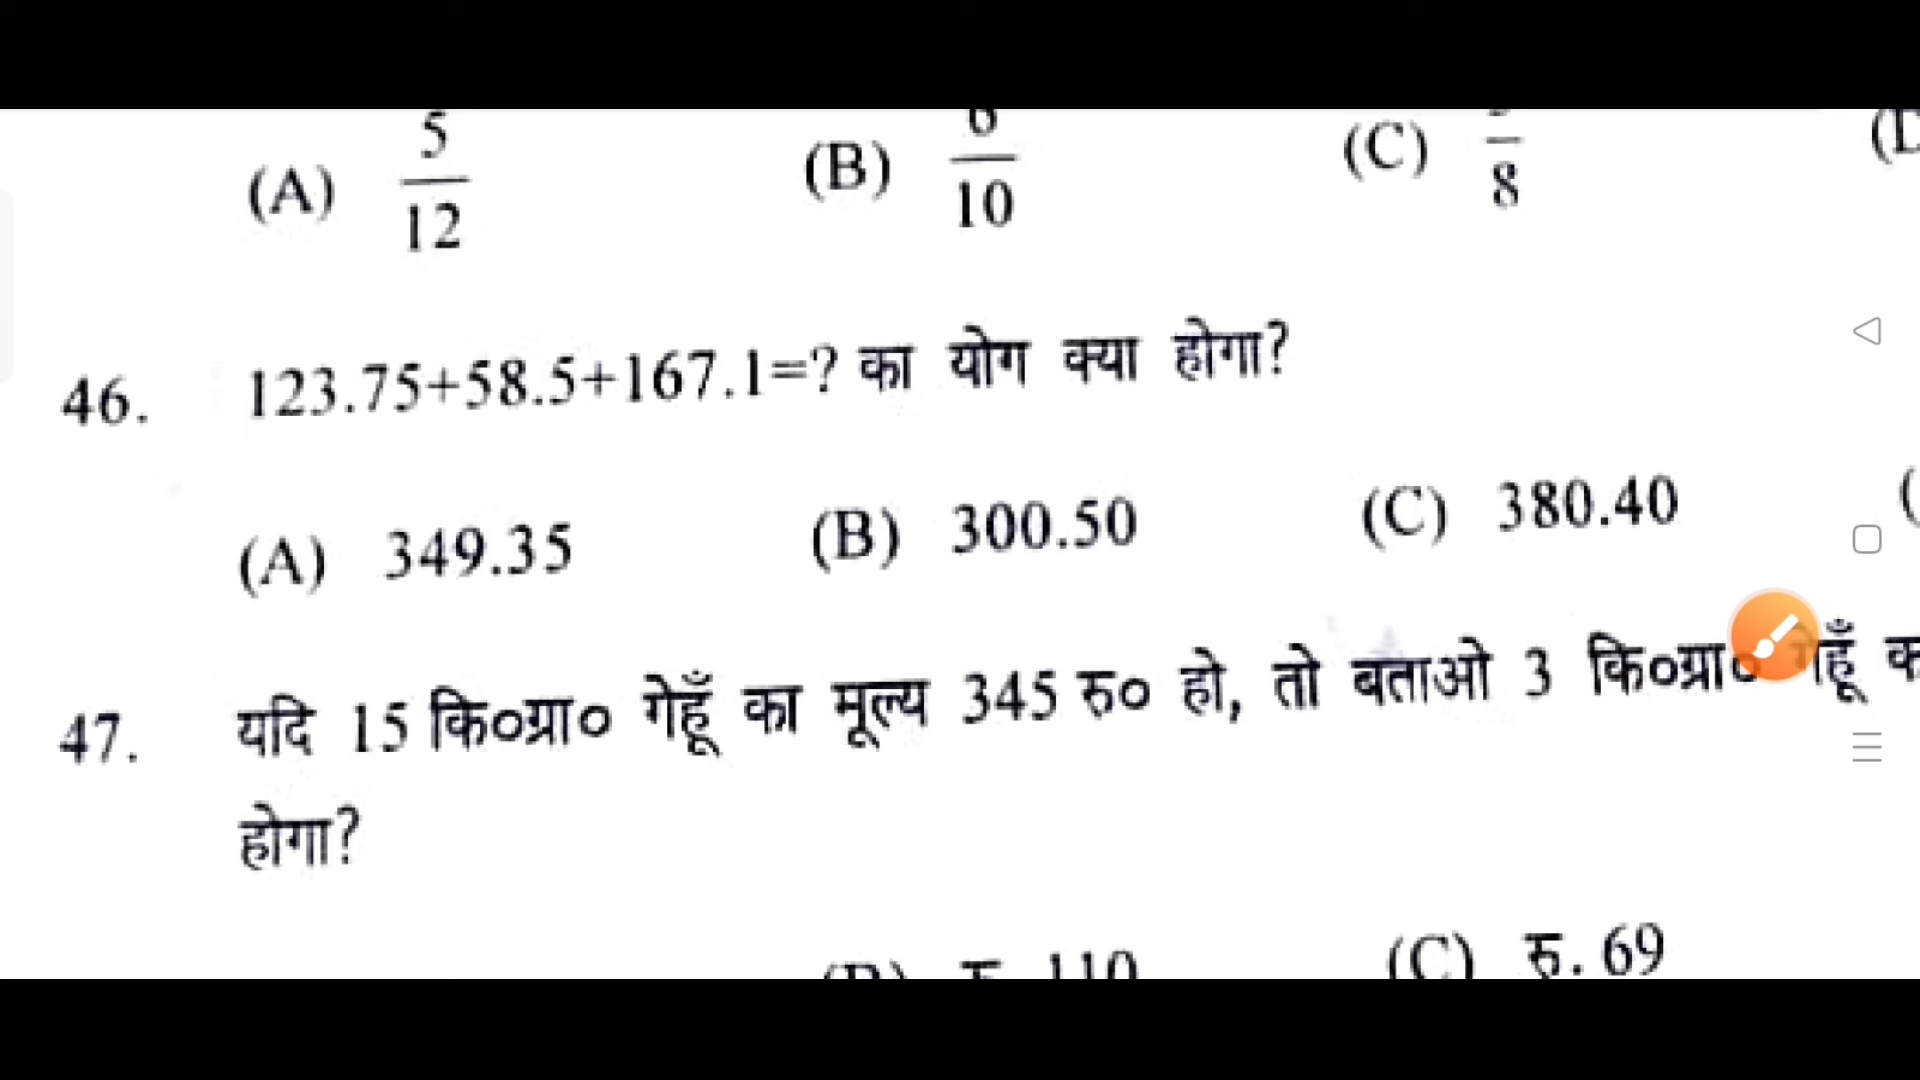 (A) 5/12 (B) /10 (C) /8
46. 123.75+58.5+167.1=? का योग क्या होगा?
(A) 349.35 (B) 300.50 (C) 380.40
47. यदि 15 कि०ग्रा० गेहूँ का मूल्य 345 रु० हो, तो बताओ 3 कि०ग्रा० गेहूँ
होगा?
110 (C) रु. 69